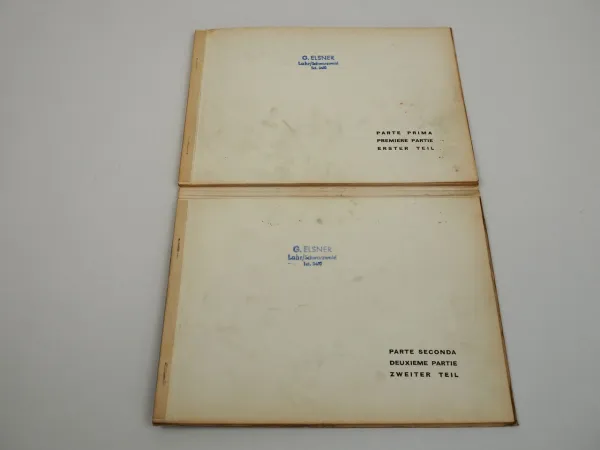 G. ELSNER
PARTE PRIMA
PREMIERE PARTIE
ERSTER TEIL
G. ELSNER
PARTE SECONDA
DEUXIEME PARTIE
ZWEITER TEIL